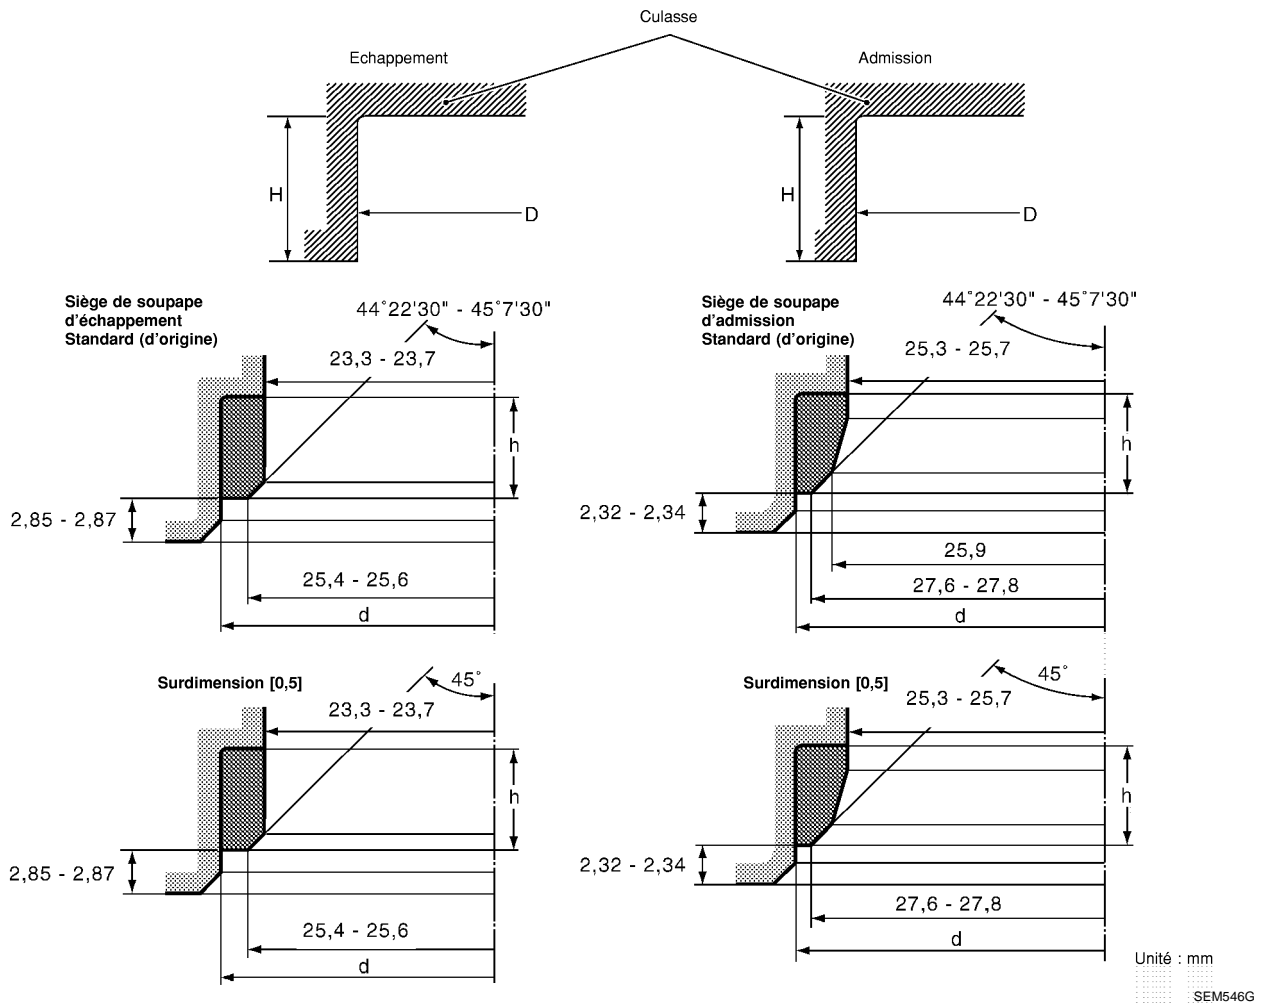 Culasse
Echappement
Admission
H
D
H
D
Siège de soupape
d'échappement
Standard (d'origine)
44°22'30" - 45°7'30"
23,3 - 23,7
h
2,85 - 2,87
25,4 - 25,6
d
Siège de soupape
d'admission
Standard (d'origine)
44°22'30" - 45°7'30"
25,3 - 25,7
h
2,32 - 2,34
25,9
27,6 - 27,8
d
Surdimension [0,5]
45°
23,3 - 23,7
h
2,85 - 2,87
25,4 - 25,6
d
Surdimension [0,5]
45°
25,3 - 25,7
h
2,32 - 2,34
27,6 - 27,8
d
Unité : mm
SEM546G